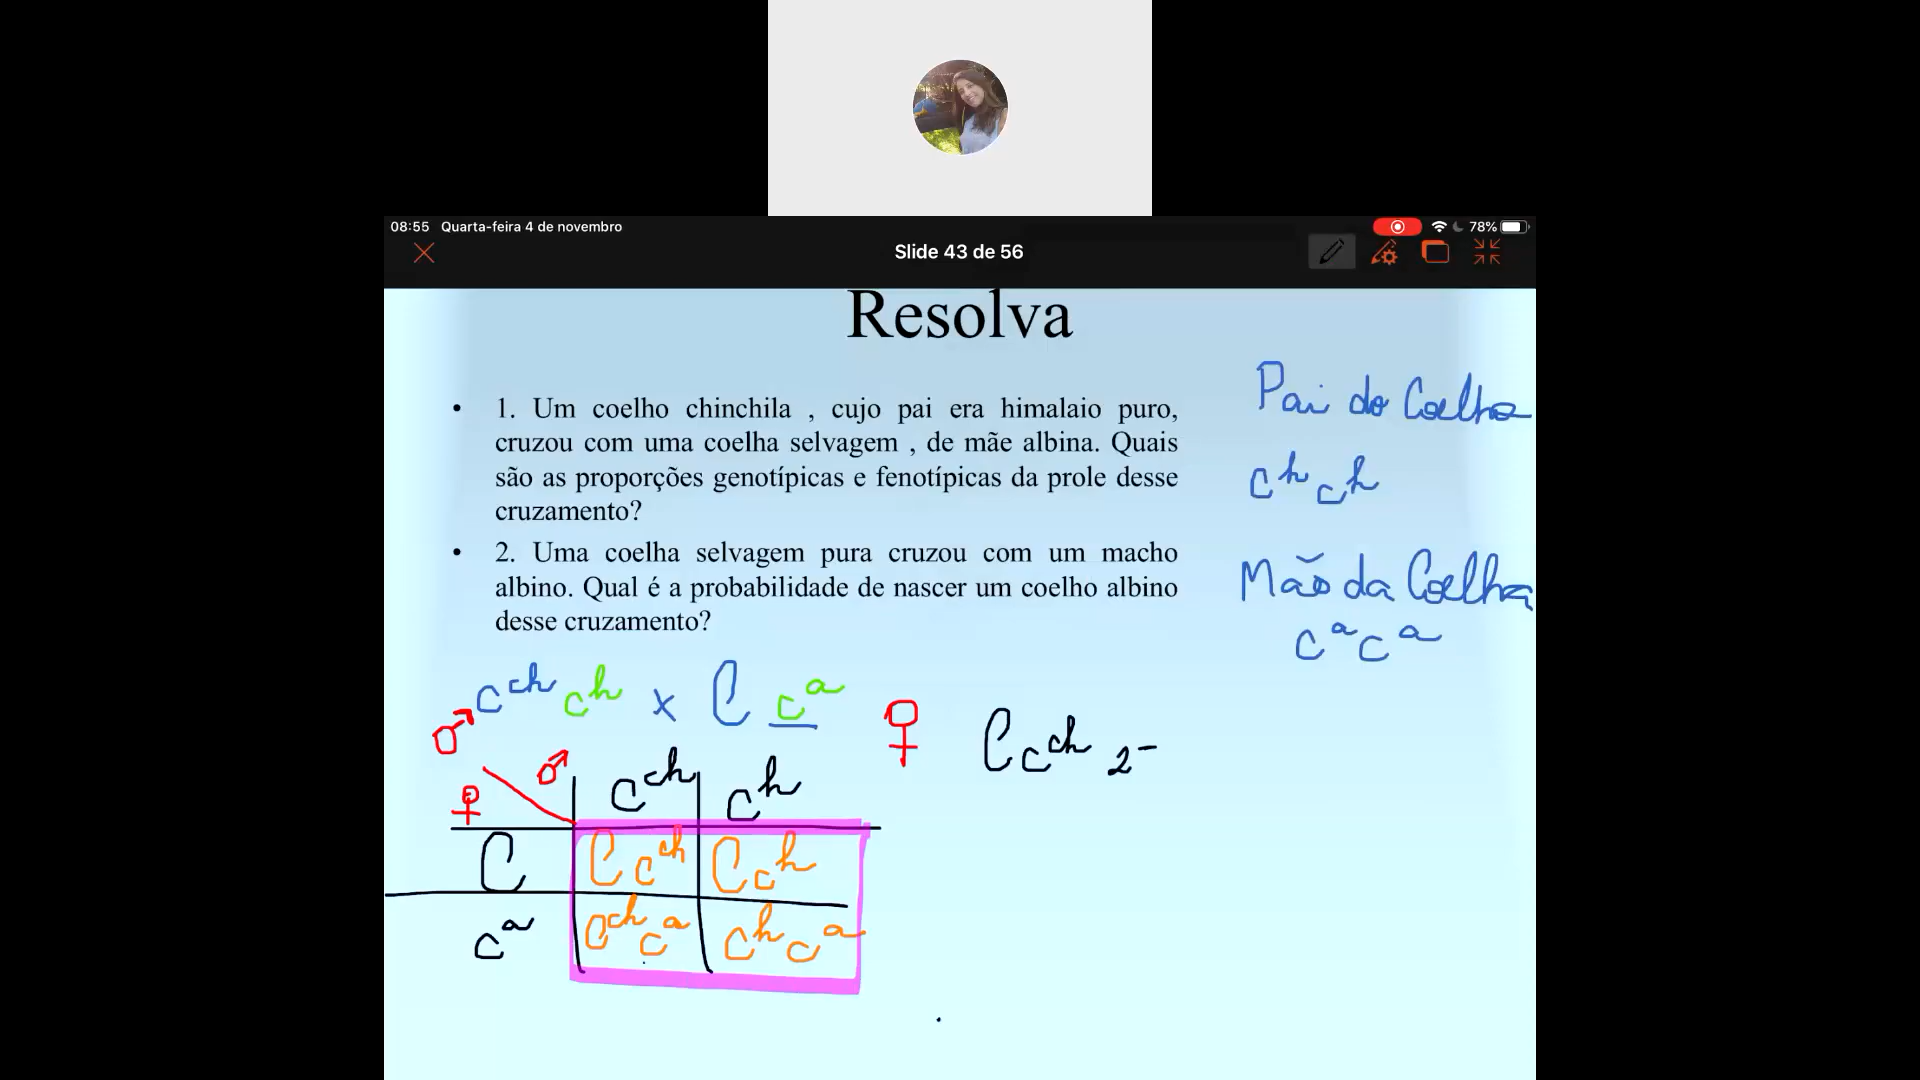 08:55 Quarta-feira 4 de novembro
78%
Slide 43 de 56
Resolva
• 1. Um coelho chinchila , cujo pai era himalaio puro,
cruzou com uma coelha selvagem , de mãe albina. Quais
são as proporções genotípicas e fenotípicas da prole desse
cruzamento?
• 2. Uma coelha selvagem pura cruzou com um macho
albino. Qual é a probabilidade de nascer um coelho albino
desse cruzamento?
Pai do Coelho
c^h c^h
Mãe da Coelha
c^a c^a
♂ c^ch c^h x C c^a ♀
C c^ch 2-
♀ ♂ c^ch c^h
C C c^ch C c^h
c^a c^ch c^a c^h c^a